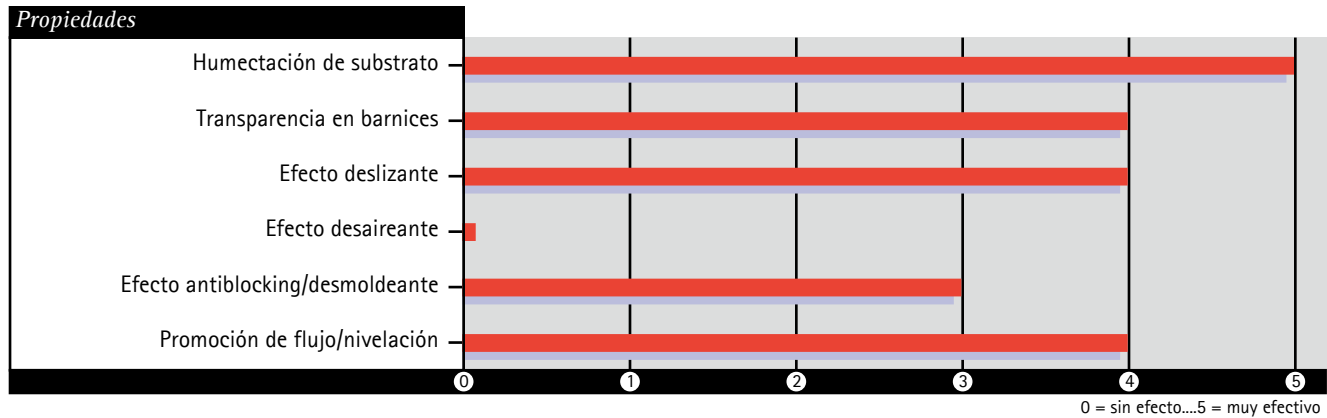 Propiedades
Humectación de substrato
Transparencia en barnices
Efecto deslizante
Efecto desaireante
Efecto antiblocking/desmoldeante
Promoción de flujo/nivelación
0 1 2 3 4 5
0 = sin efecto....5 = muy efectivo